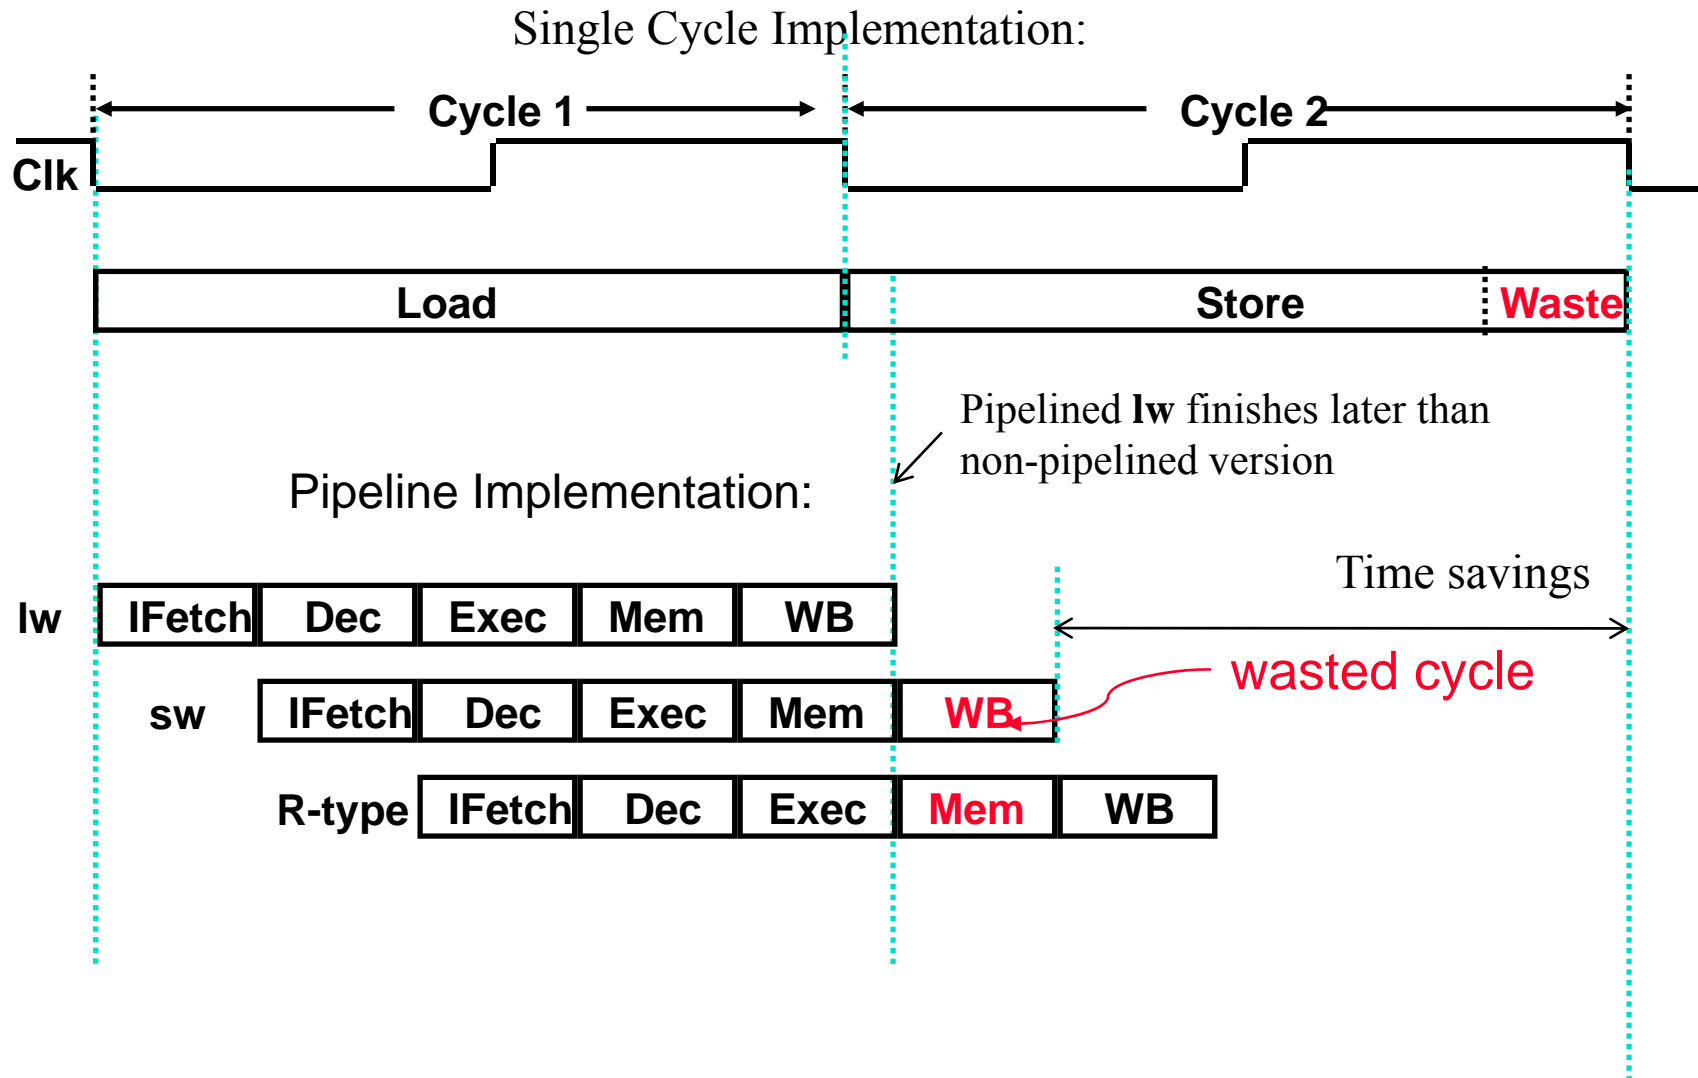 Single Cycle Implementation:
Cycle 1 Cycle 2
Clk
Load Store Waste
Pipelined lw finishes later than
non-pipelined version
Pipeline Implementation:
Time savings
lw IFetch Dec Exec Mem WB
wasted cycle
sw IFetch Dec Exec Mem WB
R-type IFetch Dec Exec Mem WB